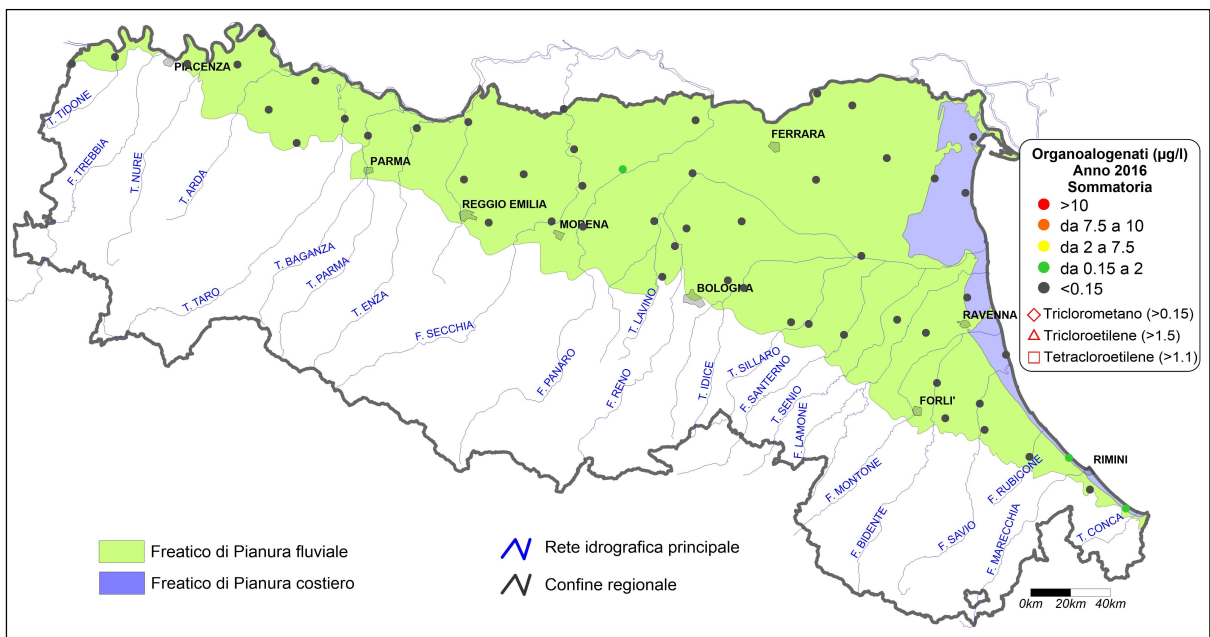 PIACENZA
T. TIDONE
F. TREBBIA
T. NURE
T. ARDA
PARMA
FERRARA
REGGIO EMILIA
MODENA
T. BAGANZA
T. PARMA
T. TARO
T. ENZA
F. SECCHIA
F. PANARO
F. RENO
T. LAVINO
BOLOGNA
T. IDICE
T. SILLARO
F. SANTERNO
T. SENIO
F. LAMONE
RAVENNA
FORLI'
F. MONTONE
F. BIDENTE
F. SAVIO
F. RUBICONE
F. MARECCHIA
RIMINI
T. CONCA
Organoalogenati (µg/l)
Anno 2016
Sommatoria
>10
da 7.5 a 10
da 2 a 7.5
da 0.15 a 2
<0.15
Triclorometano (>0.15)
Tricloroetilene (>1.5)
Tetracloroetilene (>1.1)
Freatico di Pianura fluviale
Freatico di Pianura costiero
Rete idrografica principale
Confine regionale
0km 20km 40km